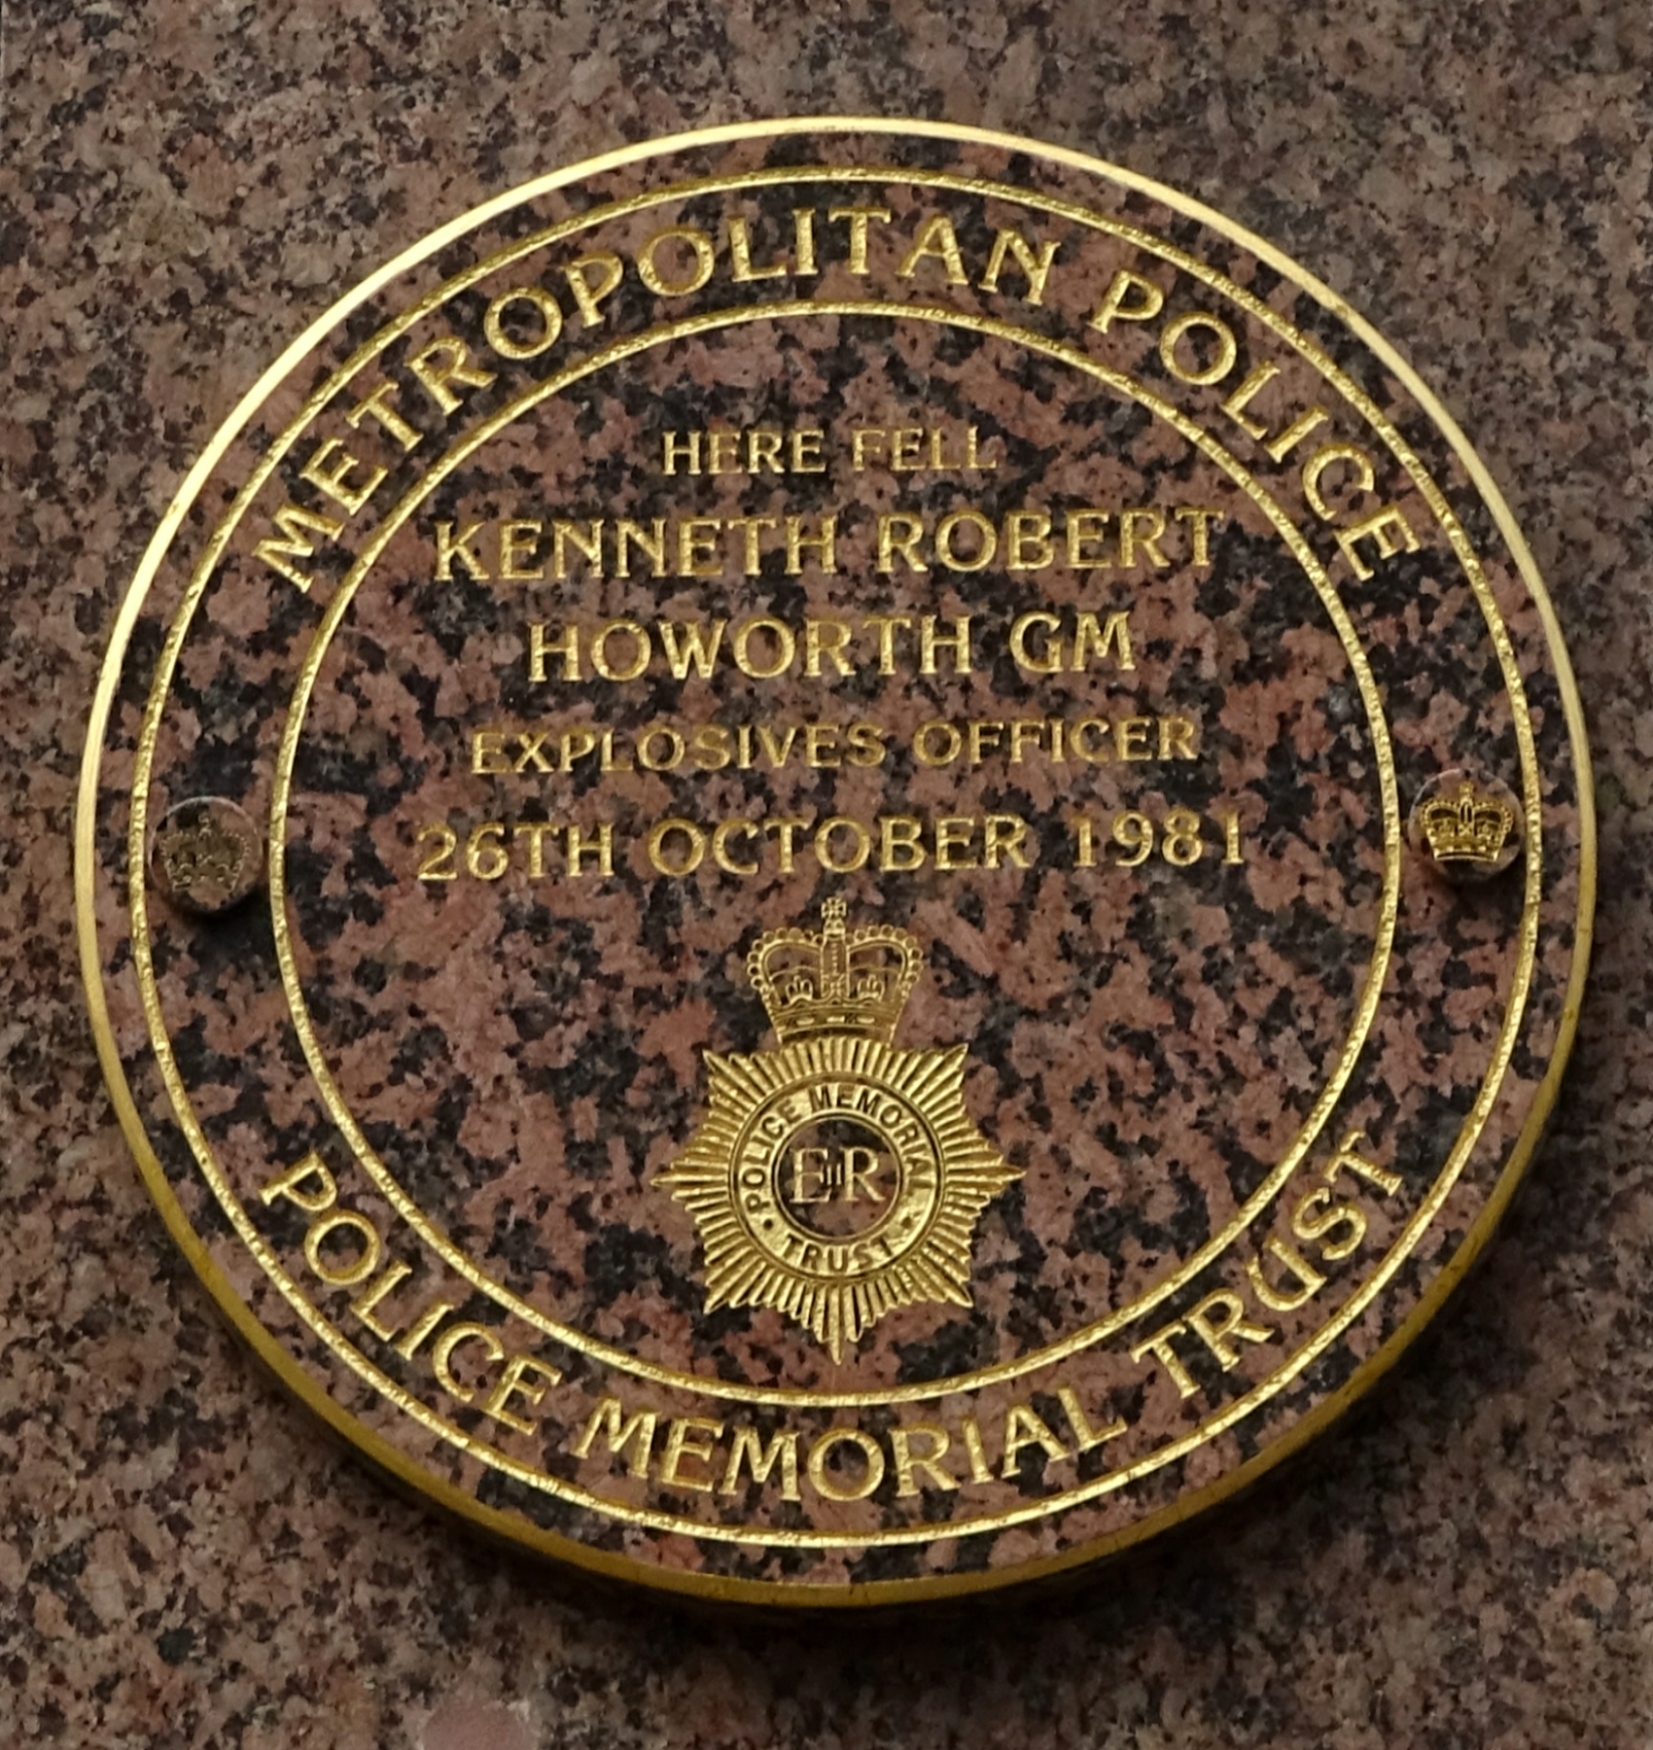 METROPOLITAN POLICE
HERE FELL
KENNETH ROBERT
HOWORTH GM
EXPLOSIVES OFFICER
26TH OCTOBER 1981
POLICE MEMORIAL
EIIR
TRUST
POLICE MEMORIAL TRUST